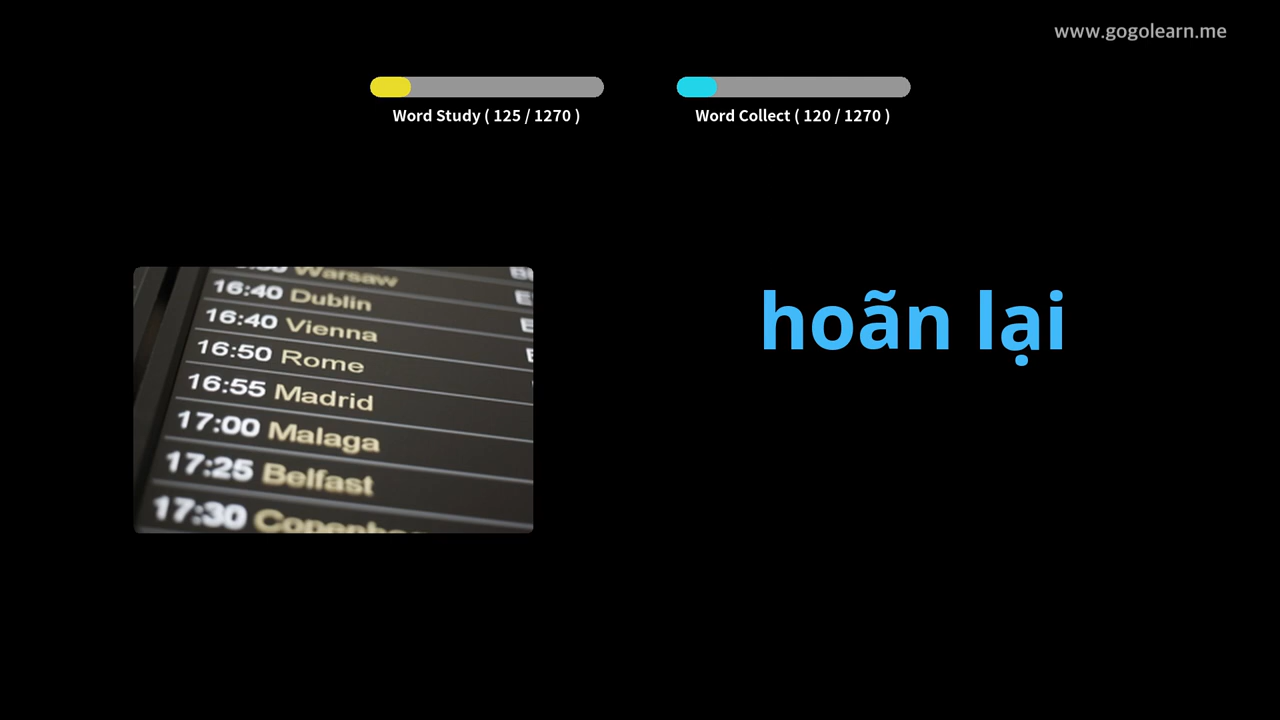 www.gogolearn.me
Word Study ( 125 / 1270 )
Word Collect ( 120 / 1270 )
Warsaw
16:40 Dublin
16:40 Vienna
16:50 Rome
16:55 Madrid
17:00 Malaga
17:25 Belfast
17:30
hoãn lại